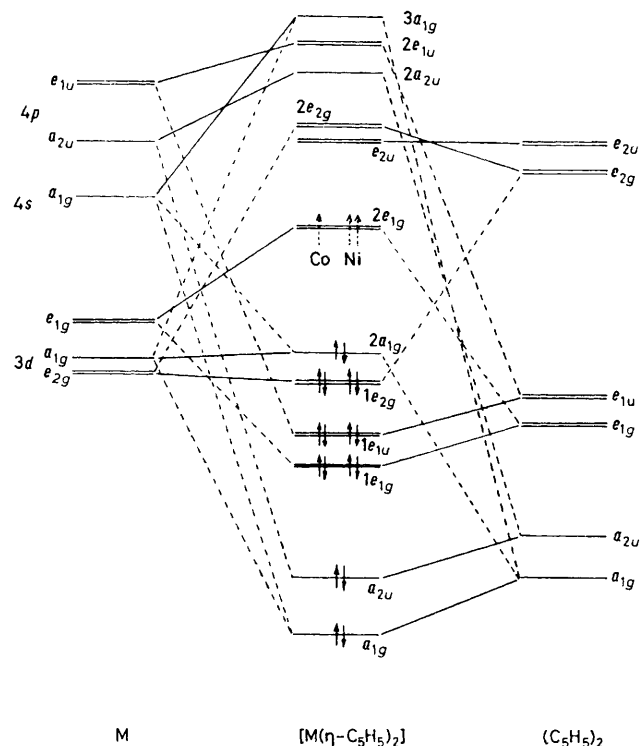 3a1g
2e1u
2a2u
2e2g
e2u
2e1g
Co Ni
2a1g
1e2g
1e1u
1e1g
a2u
a1g
e1u
4p
a2u
a1g
4s
e1g
a1g
3d
e2g
e2u
e2g
e1u
e1g
a2u
a1g
M
[M(η-C5H5)2]
(C5H5)2